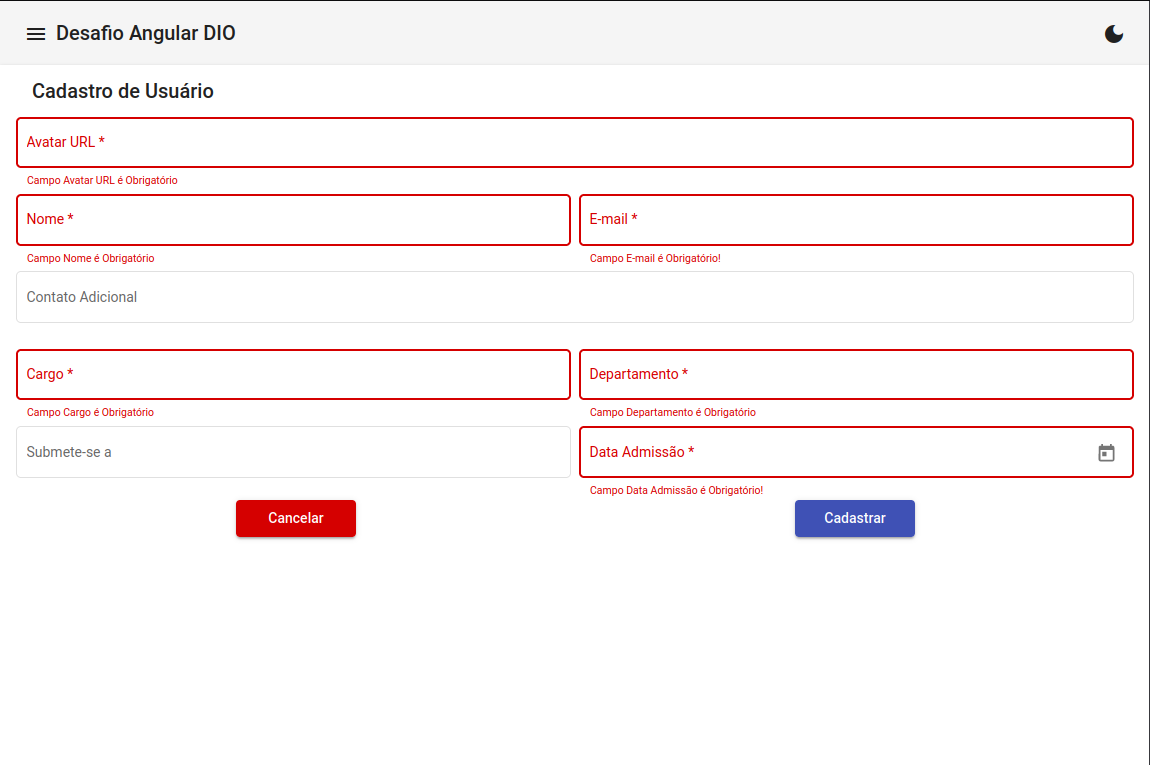 Desafio Angular DIO
Cadastro de Usuário
Avatar URL *
Campo Avatar URL é Obrigatório
Nome *
E-mail *
Campo Nome é Obrigatório
Campo E-mail é Obrigatório!
Contato Adicional
Cargo *
Departamento *
Campo Cargo é Obrigatório
Campo Departamento é Obrigatório
Submete-se a
Data Admissão *
Campo Data Admissão é Obrigatório!
Cancelar
Cadastrar